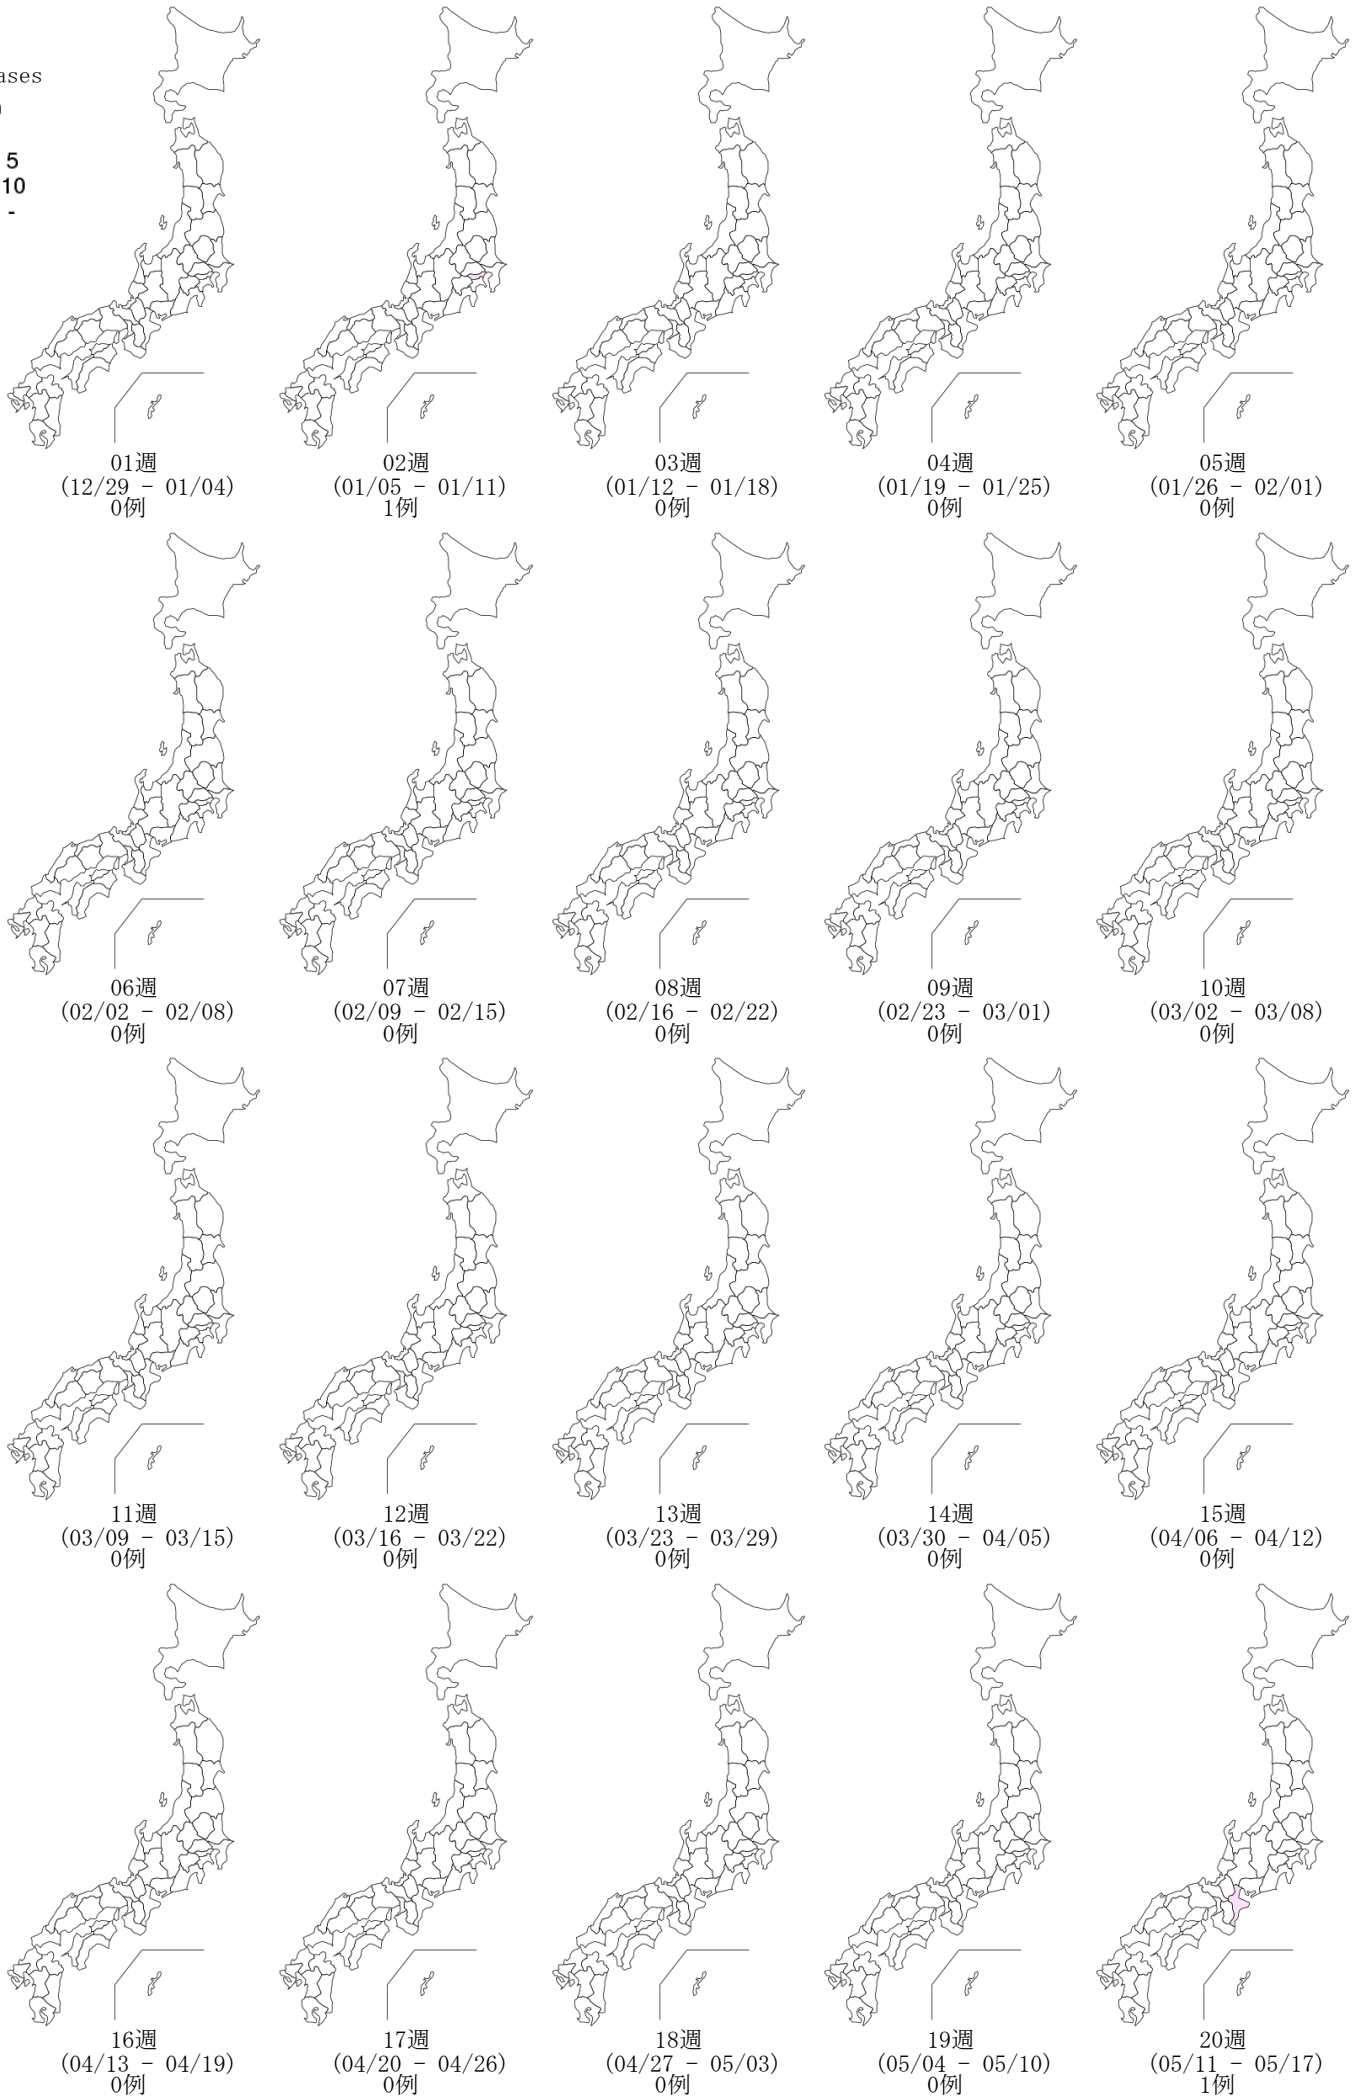 5
10
-
01週
(12/29 - 01/04)
0例
02週
(01/05 - 01/11)
1例
03週
(01/12 - 01/18)
0例
04週
(01/19 - 01/25)
0例
05週
(01/26 - 02/01)
0例
06週
(02/02 - 02/08)
0例
07週
(02/09 - 02/15)
0例
08週
(02/16 - 02/22)
0例
09週
(02/23 - 03/01)
0例
10週
(03/02 - 03/08)
0例
11週
(03/09 - 03/15)
0例
12週
(03/16 - 03/22)
0例
13週
(03/23 - 03/29)
0例
14週
(03/30 - 04/05)
0例
15週
(04/06 - 04/12)
0例
16週
(04/13 - 04/19)
0例
17週
(04/20 - 04/26)
0例
18週
(04/27 - 05/03)
0例
19週
(05/04 - 05/10)
0例
20週
(05/11 - 05/17)
1例